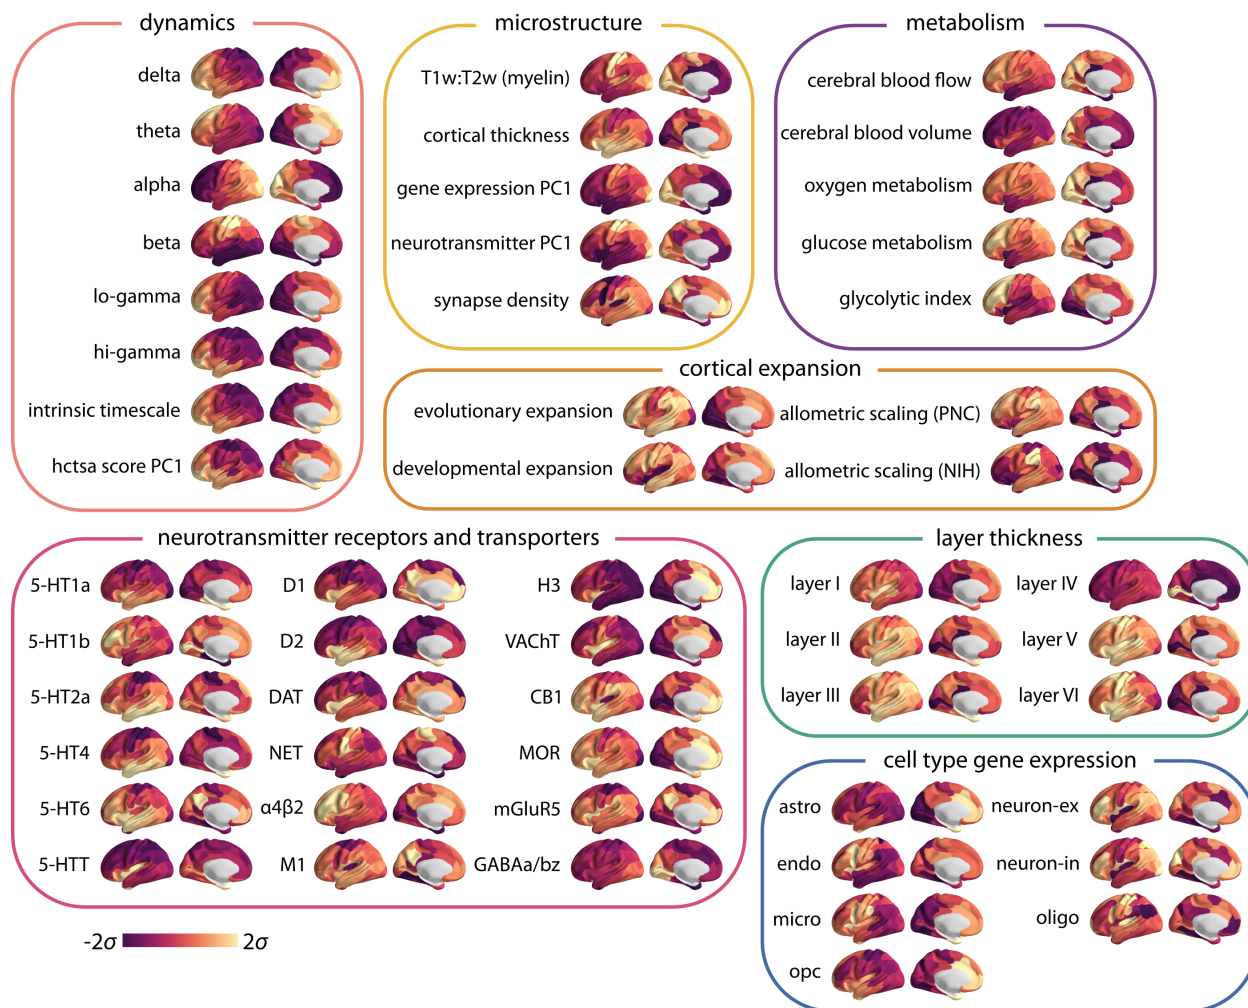 dynamics
delta
theta
alpha
beta
lo-gamma
hi-gamma
intrinsic timescale
hctsa score PC1
microstructure
T1w:T2w (myelin)
cortical thickness
gene expression PC1
neurotransmitter PC1
synapse density
metabolism
cerebral blood flow
cerebral blood volume
oxygen metabolism
glucose metabolism
glycolytic index
cortical expansion
evolutionary expansion
allometric scaling (PNC)
developmental expansion
allometric scaling (NIH)
neurotransmitter receptors and transporters
5-HT1a
D1
H3
5-HT1b
D2
VAChT
5-HT2a
DAT
CB1
5-HT4
NET
MOR
5-HT6
α4β2
mGluR5
5-HTT
M1
GABAa/bz
layer thickness
layer I
layer IV
layer II
layer V
layer III
layer VI
cell type gene expression
astro
neuron-ex
endo
neuron-in
micro
oligo
opc
-2σ 2σ